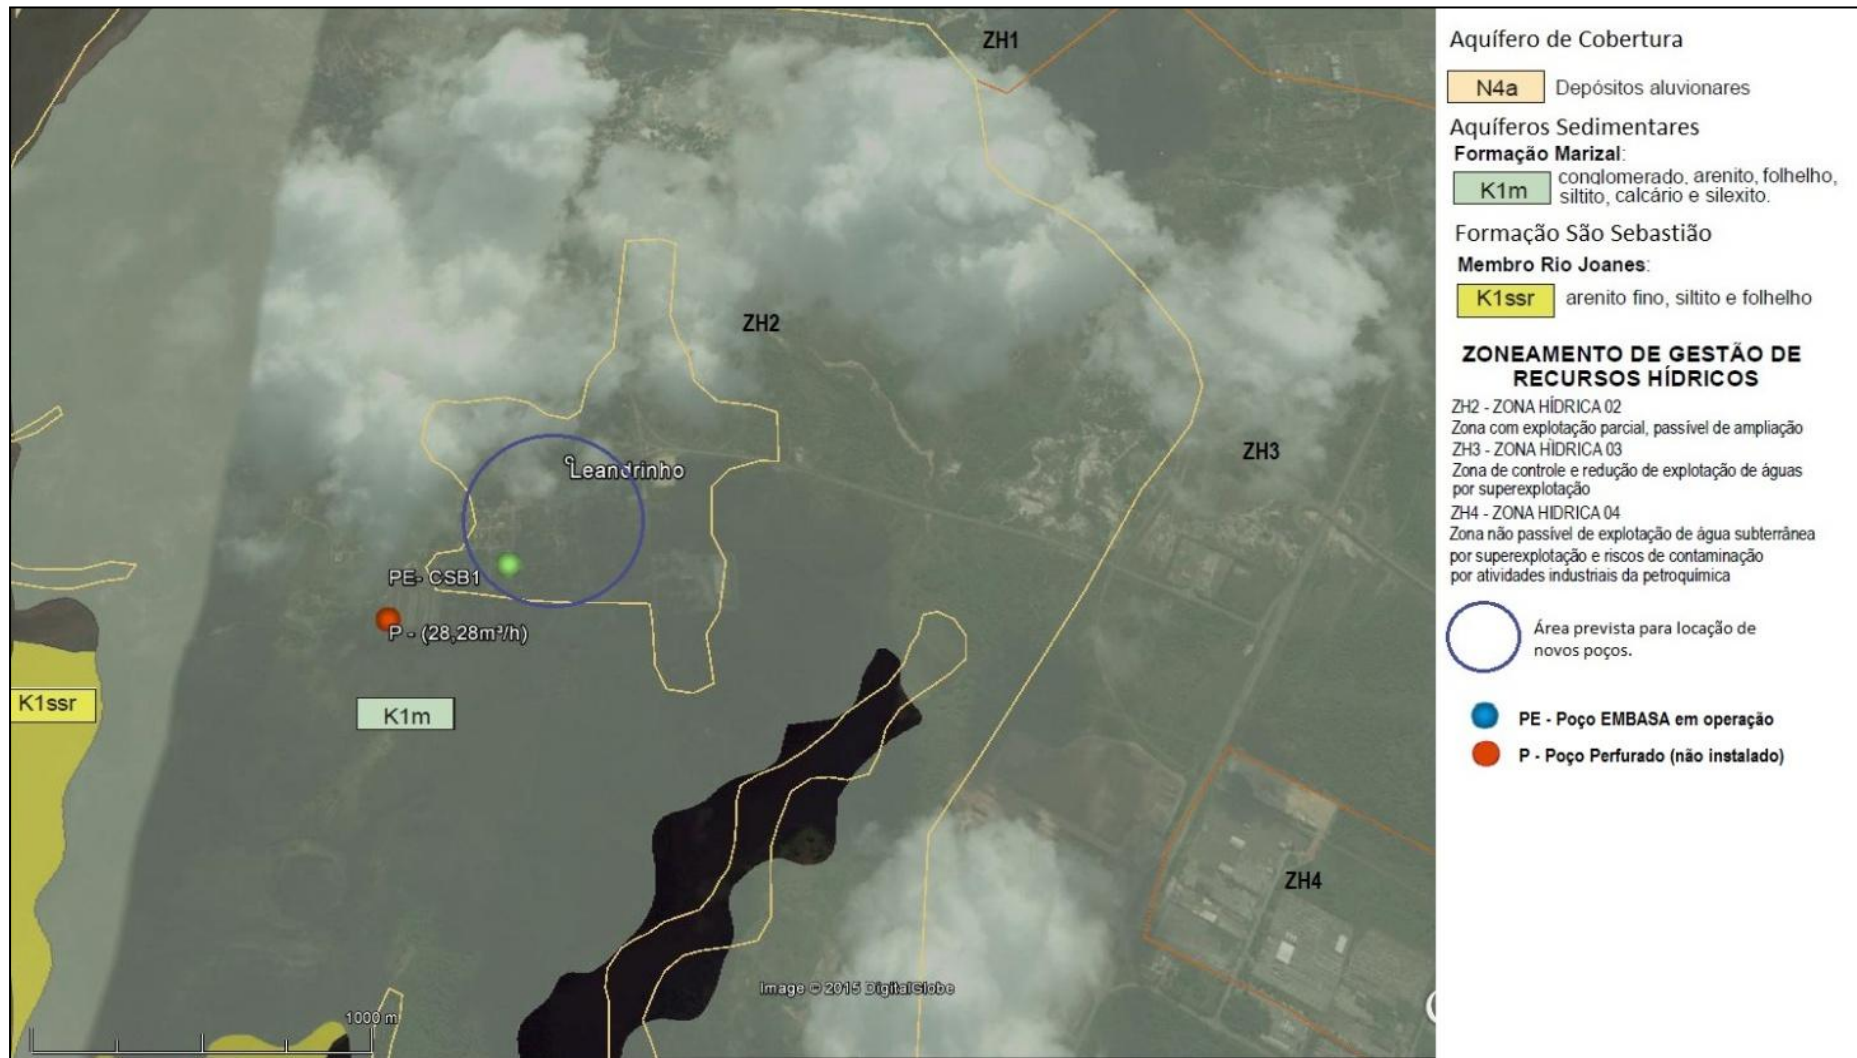 ZH1
ZH2
Leandrinho
ZH3
PE- CSB1
P - (28,28m³/h)
K1ssr
K1m
ZH4
Image © 2015 DigitalGlobe
1000 m
Aquífero de Cobertura
N4a Depósitos aluvionares
Aquíferos Sedimentares
Formação Marizal:
K1m conglomerado, arenito, folhelho,
siltito, calcário e silexito.
Formação São Sebastião
Membro Rio Joanes:
K1ssr arenito fino, siltito e folhelho
ZONEAMENTO DE GESTÃO DE
RECURSOS HÍDRICOS
ZH2 - ZONA HÍDRICA 02
Zona com explotação parcial, passível de ampliação
ZH3 - ZONA HÍDRICA 03
Zona de controle e redução de explotação de águas
por superexplotação
ZH4 - ZONA HIDRICA 04
Zona não passível de explotação de água subterrânea
por superexplotação e riscos de contaminação
por atividades industriais da petroquímica
Área prevista para locação de
novos poços.
PE - Poço EMBASA em operação
P - Poço Perfurado (não instalado)